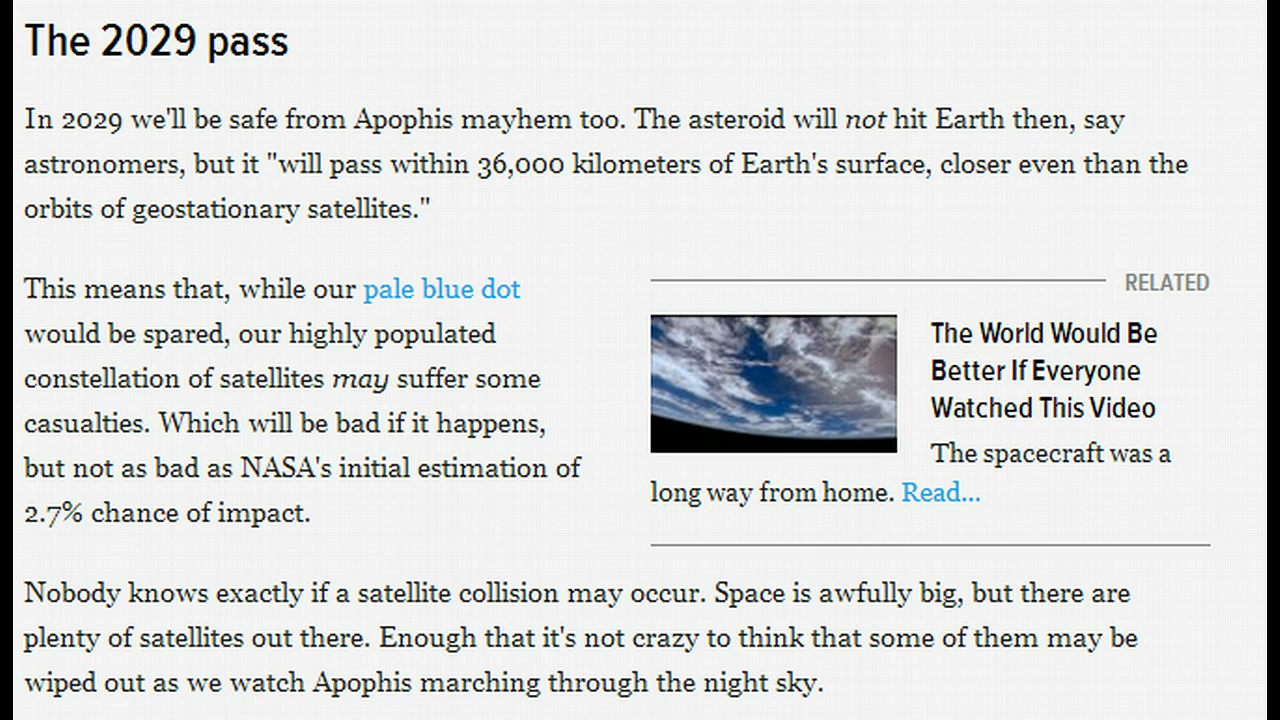 The 2029 pass
In 2029 we'll be safe from Apophis mayhem too. The asteroid will not hit Earth then, say
astronomers, but it "will pass within 36,000 kilometers of Earth's surface, closer even than the
orbits of geostationary satellites."
This means that, while our pale blue dot
would be spared, our highly populated
constellation of satellites may suffer some
casualties. Which will be bad if it happens,
but not as bad as NASA's initial estimation of
2.7% chance of impact.
RELATED
The World Would Be
Better If Everyone
Watched This Video
The spacecraft was a
long way from home. Read...
Nobody knows exactly if a satellite collision may occur. Space is awfully big, but there are
plenty of satellites out there. Enough that it's not crazy to think that some of them may be
wiped out as we watch Apophis marching through the night sky.